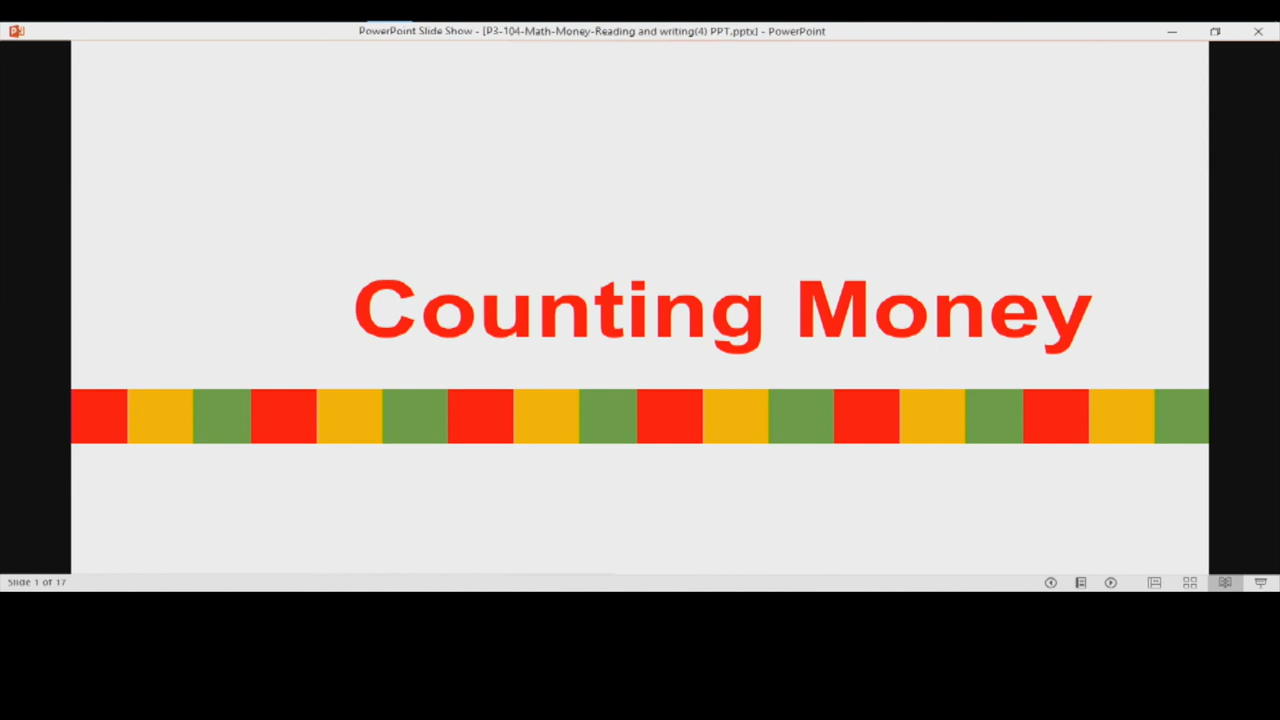 PowerPoint Slide Show - [P3-104-Math-Money-Reading and writing(4) PPT.pptx] - PowerPoint
Counting Money
Slide 1 of 17